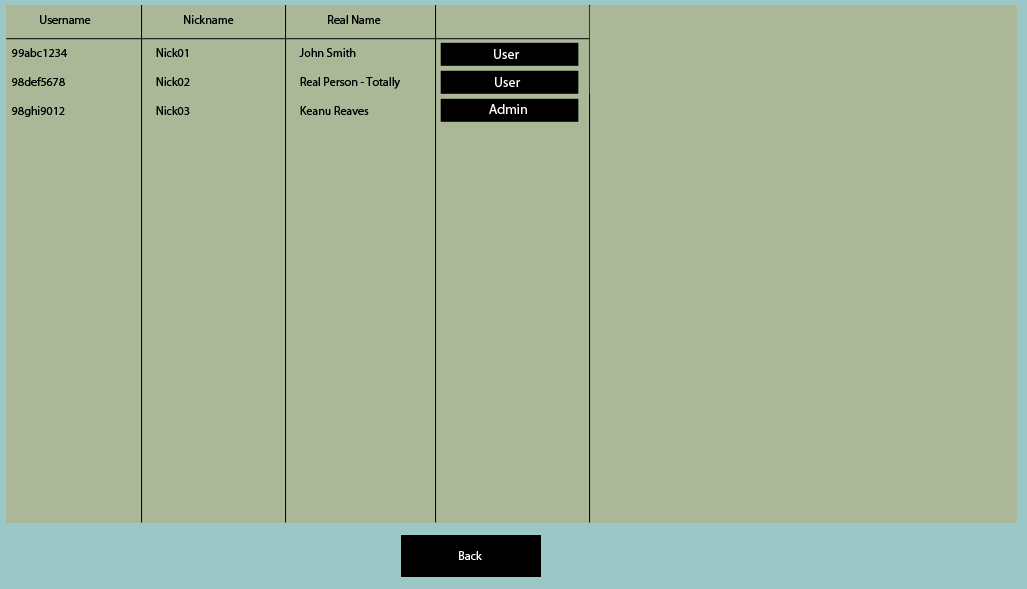 Username Nickname Real Name
99abc1234 Nick01 John Smith User
98def5678 Nick02 Real Person - Totally User
98ghi9012 Nick03 Keanu Reaves Admin
Back